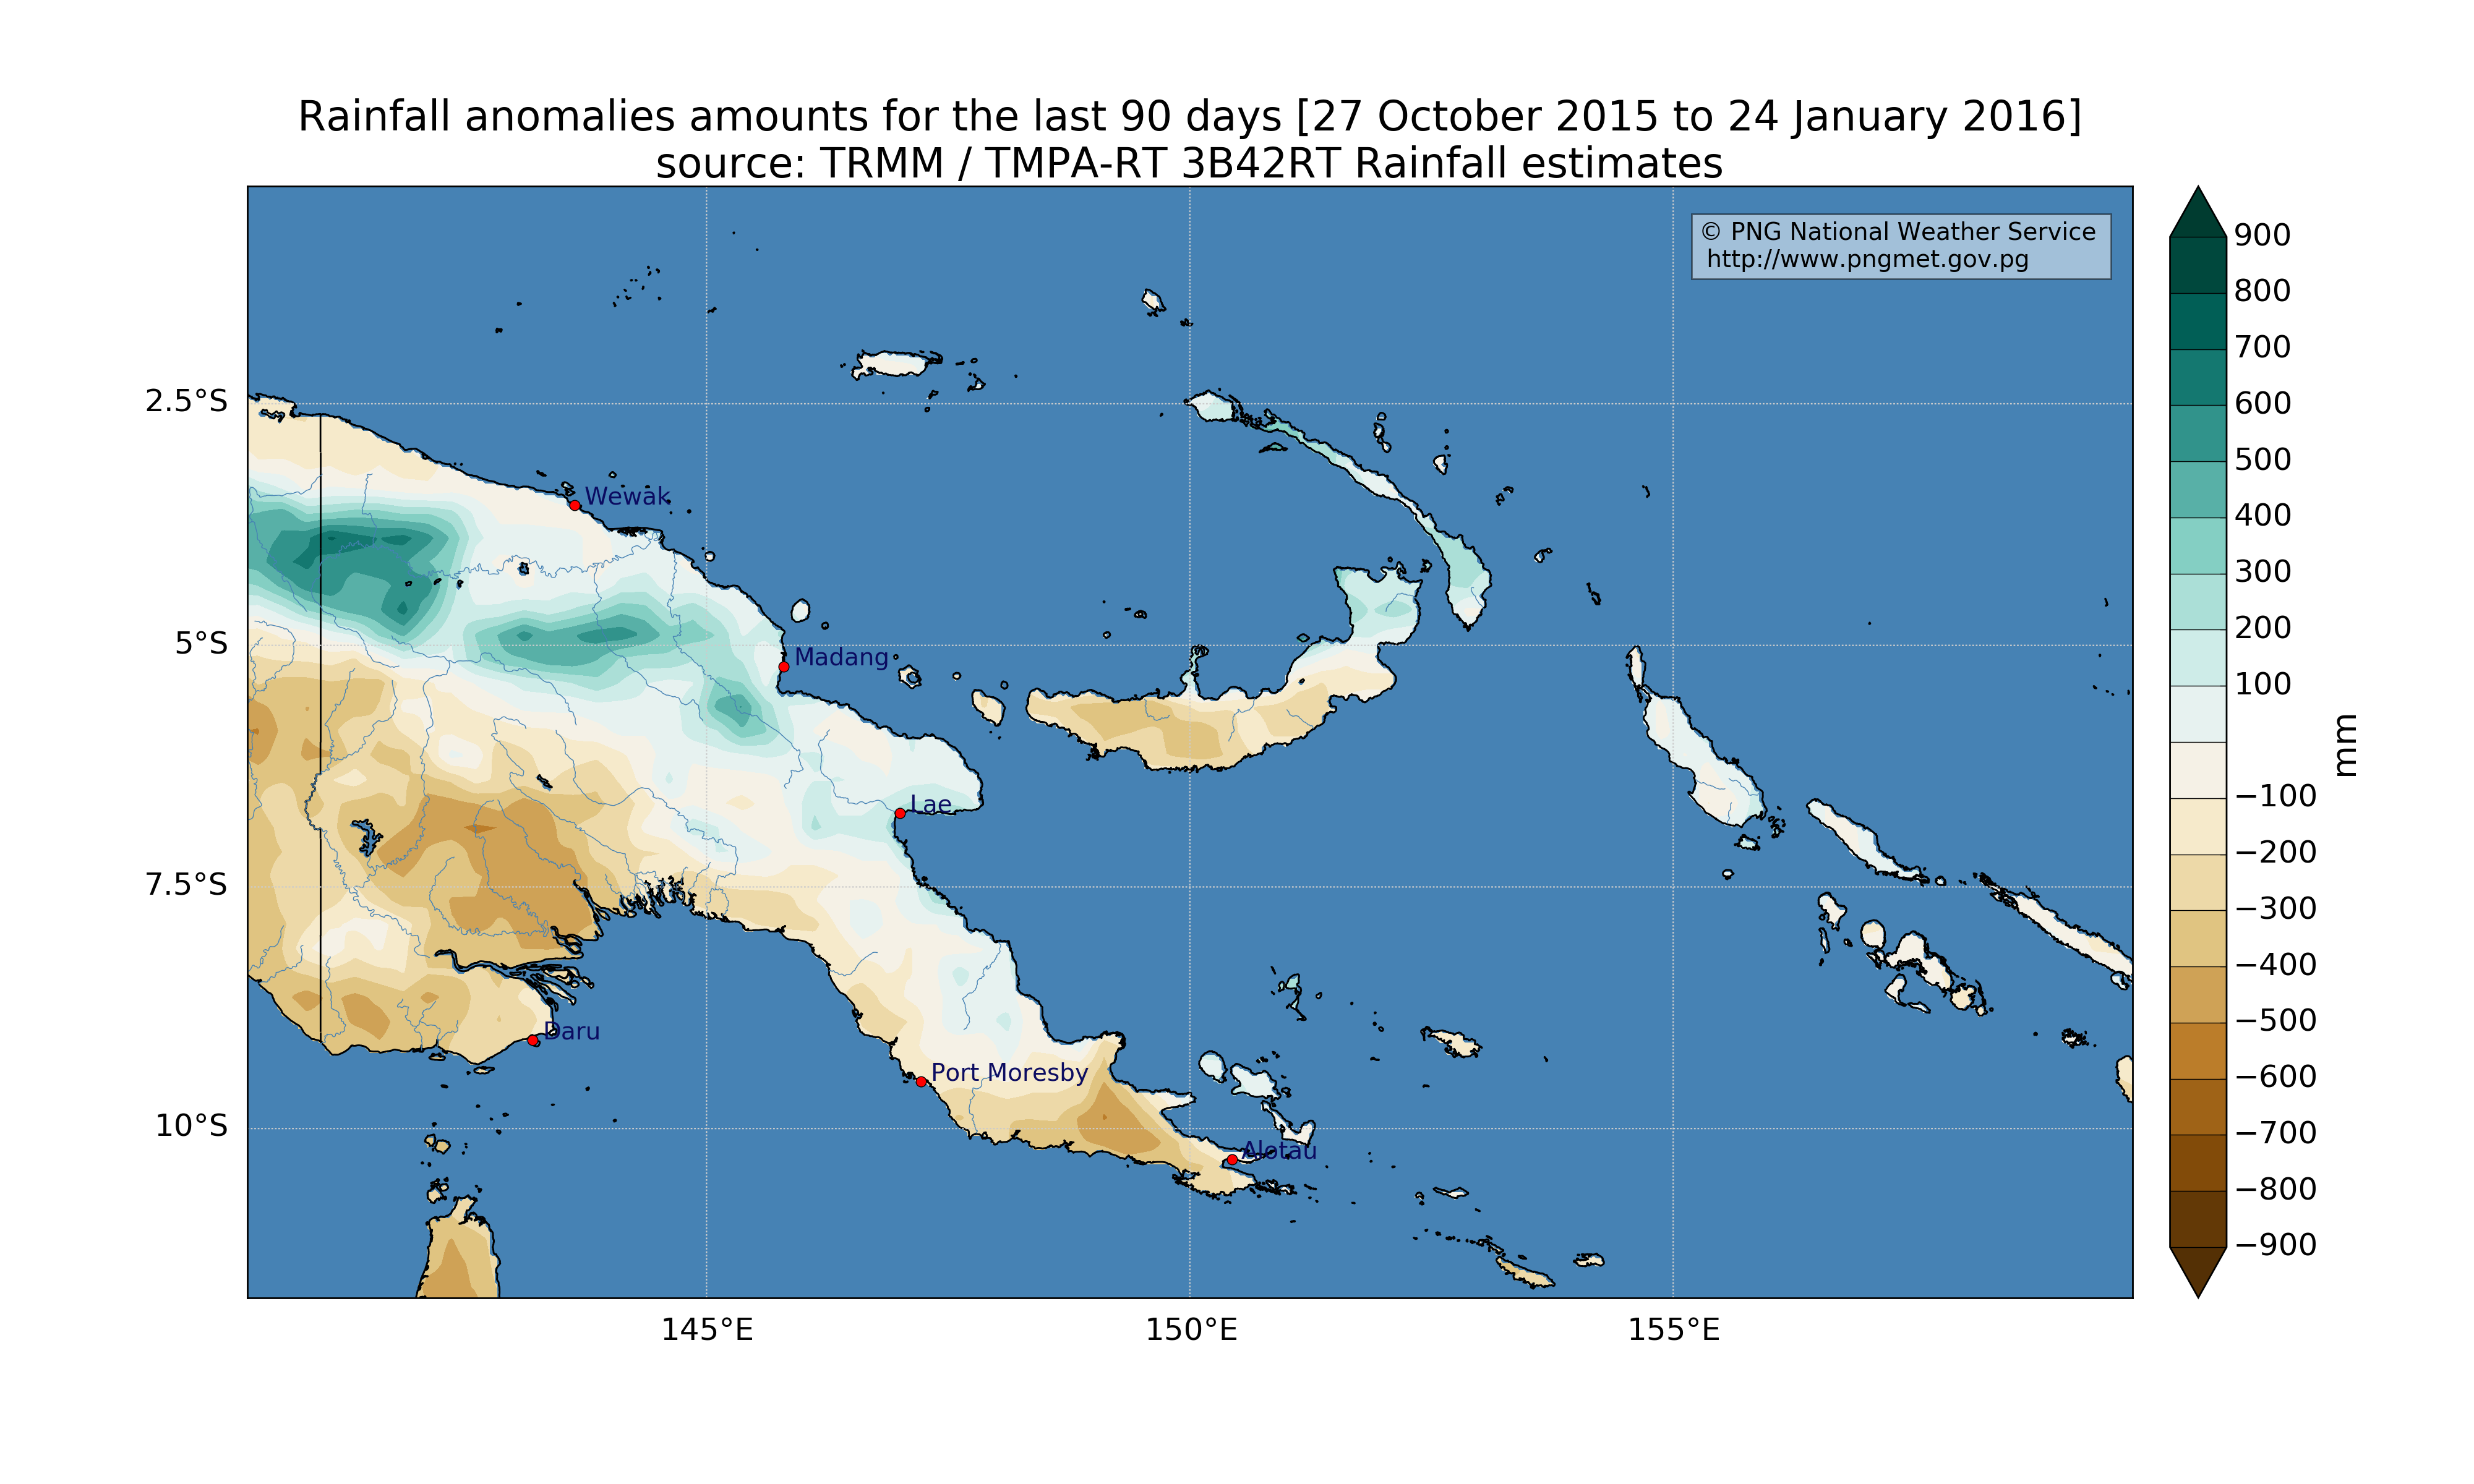 Rainfall anomalies amounts for the last 90 days [27 October 2015 to 24 January 2016]
source: TRMM / TMPA-RT 3B42RT Rainfall estimates
© PNG National Weather Service
http://www.pngmet.gov.pg
2.5°S
5°S
7.5°S
10°S
145°E
150°E
155°E
Wewak
Madang
Lae
Daru
Port Moresby
Alotau
900
800
700
600
500
400
300
200
100
−100
−200
−300
−400
−500
−600
−700
−800
−900
mm